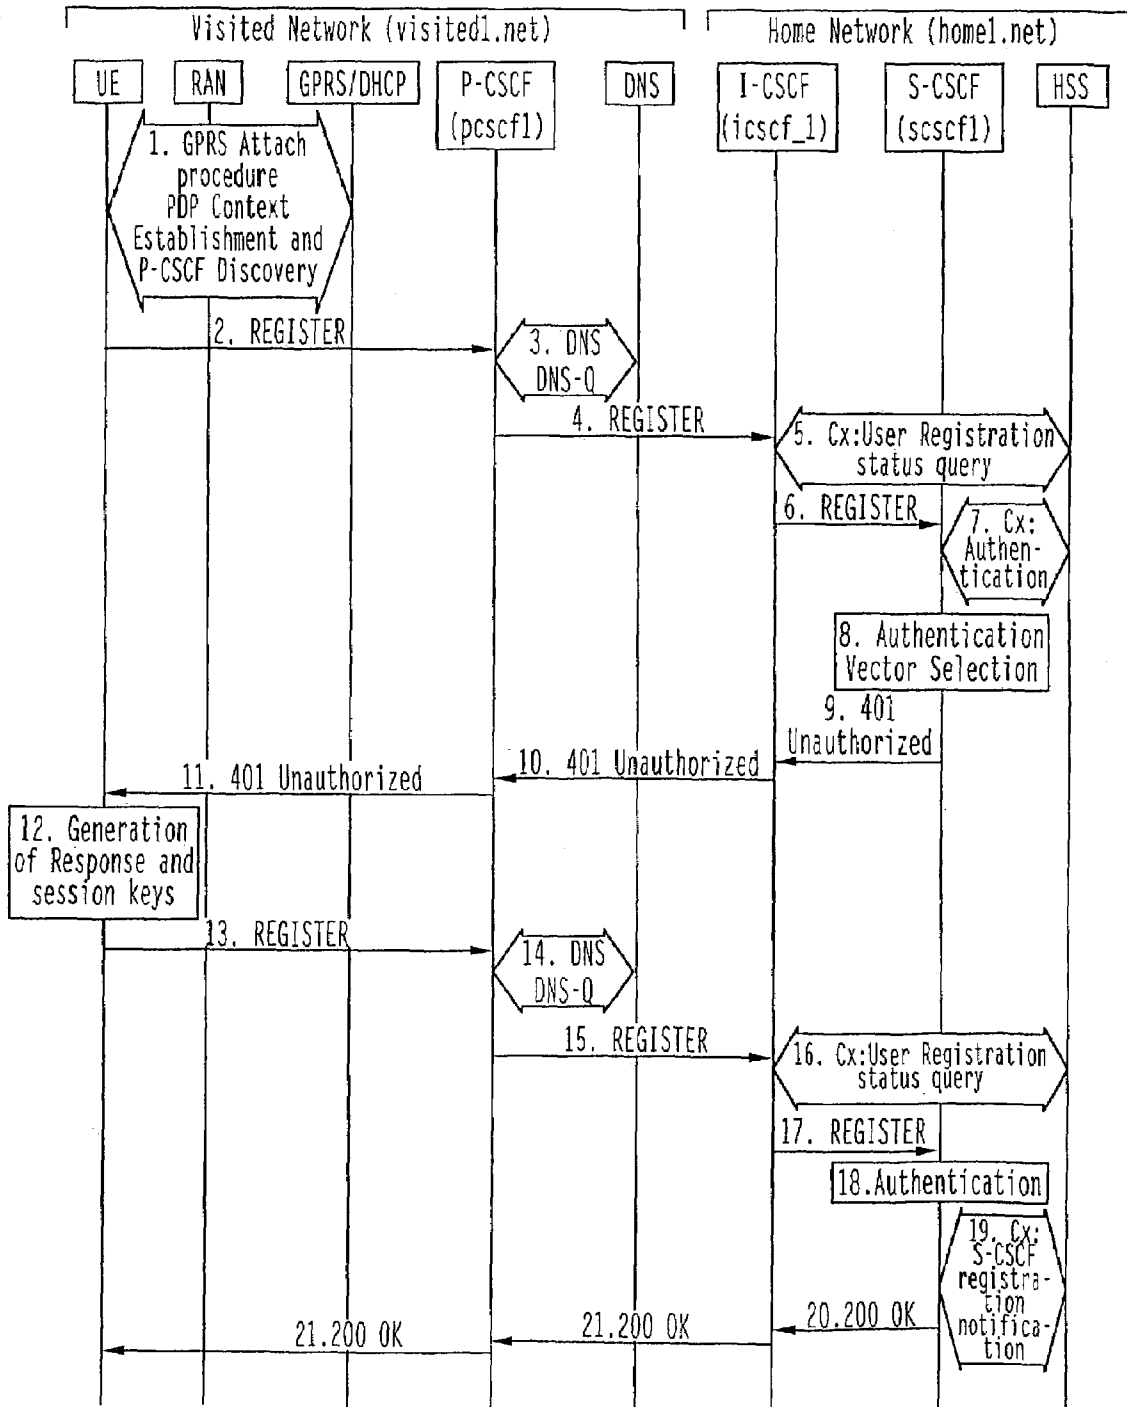 Visited Network (visited1.net)
Home Network (home1.net)
UE
RAN
GPRS/DHCP
P-CSCF
(pcscf1)
DNS
I-CSCF
(icscf_1)
S-CSCF
(scscf1)
HSS
1. GPRS Attach
procedure
PDP Context
Establishment and
P-CSCF Discovery
2. REGISTER
3. DNS
DNS-Q
4. REGISTER
5. Cx:User Registration
status query
6. REGISTER
7. Cx:
Authen-
tication
8. Authentication
Vector Selection
9. 401
Unauthorized
10. 401 Unauthorized
11. 401 Unauthorized
12. Generation
of Response and
session keys
13. REGISTER
14. DNS
DNS-Q
15. REGISTER
16. Cx:User Registration
status query
17. REGISTER
18.Authentication
19. Cx:
S-CSCF
registra-
tion
notifica-
tion
20.200 OK
21.200 OK
21.200 OK